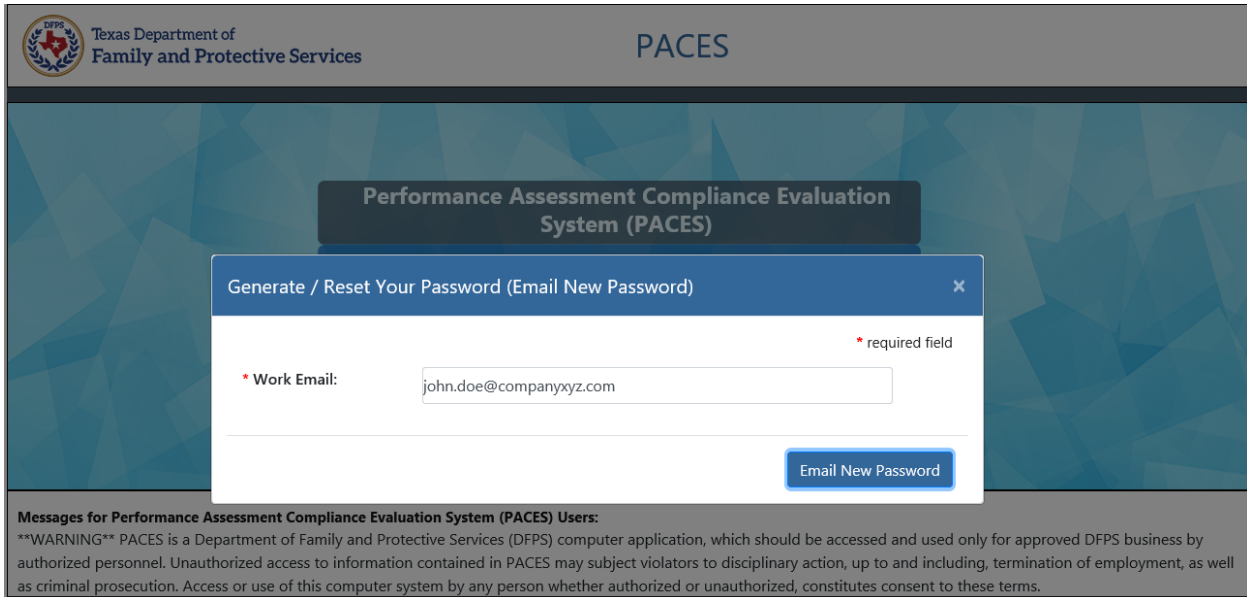 DFPS
Texas Department of
Family and Protective Services
PACES
Performance Assessment Compliance Evaluation
System (PACES)
Generate / Reset Your Password (Email New Password)
×
* required field
* Work Email:
john.doe@companyxyz.com
Email New Password
Messages for Performance Assessment Compliance Evaluation System (PACES) Users:
**WARNING** PACES is a Department of Family and Protective Services (DFPS) computer application, which should be accessed and used only for approved DFPS business by
authorized personnel. Unauthorized access to information contained in PACES may subject violators to disciplinary action, up to and including, termination of employment, as well
as criminal prosecution. Access or use of this computer system by any person whether authorized or unauthorized, constitutes consent to these terms.